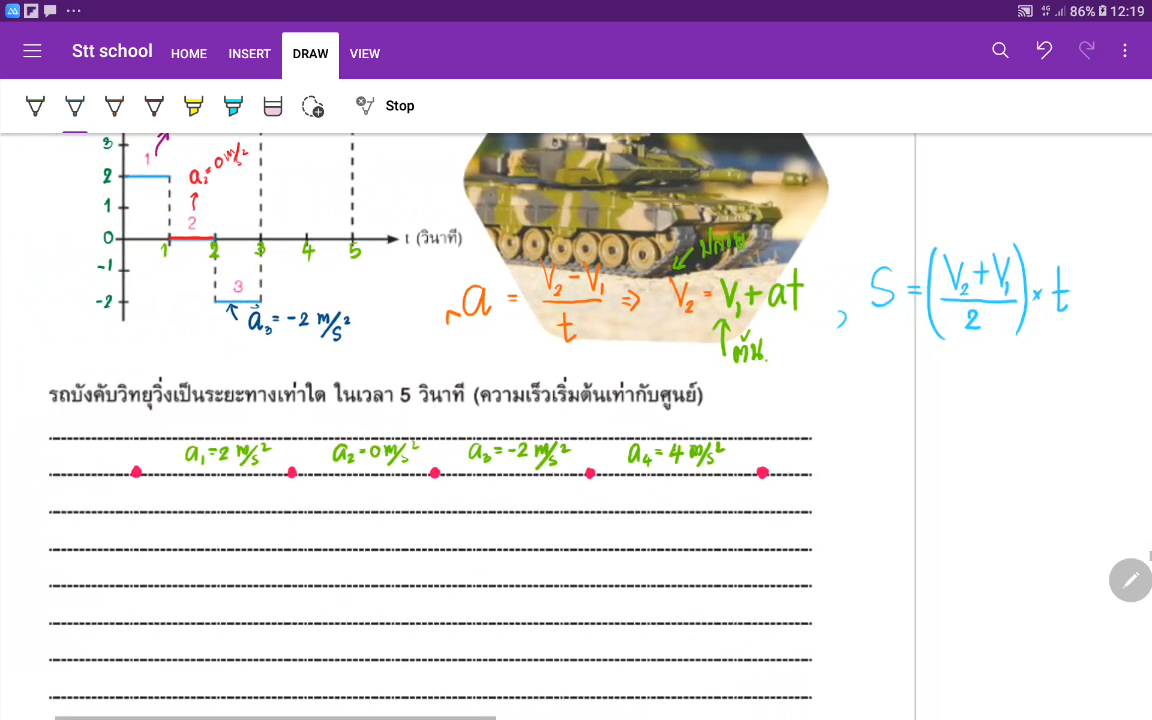 86% 12:19
Stt school HOME INSERT DRAW VIEW
Stop
3
2
1
0
-1
-2
1 2 3 4 5
t (วินาที)
1
2
3
a₂=0 m/s²
a⃗₃ = -2 m/s²
a = (V₂ - V₁)/t ⇒ V₂ = V₁ + at
ปลาย
ต้น
, S = ((V₂+V₁)/2) × t
รถบังคับวิทยุวิ่งเป็นระยะทางเท่าใด ในเวลา 5 วินาที (ความเร็วเริ่มต้นเท่ากับศูนย์)
a₁=2 m/s² a₂=0 m/s² a₃=-2 m/s² a₄=4 m/s²